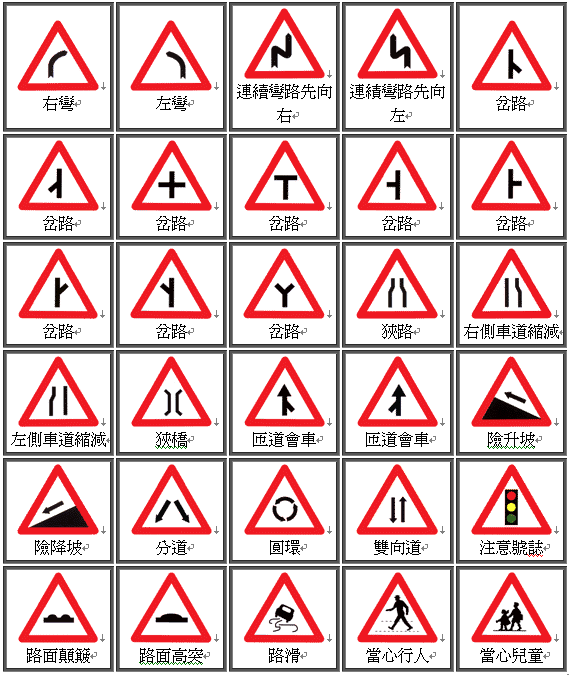 右彎
左彎
連續彎路先向
右
連續彎路先向
左
岔路
岔路
岔路
岔路
岔路
岔路
岔路
岔路
岔路
狹路
右側車道縮減
左側車道縮減
狹橋
匝道會車
匝道會車
險升坡
險降坡
分道
圓環
雙向道
注意號誌
路面顛簸
路面高突
路滑
當心行人
當心兒童